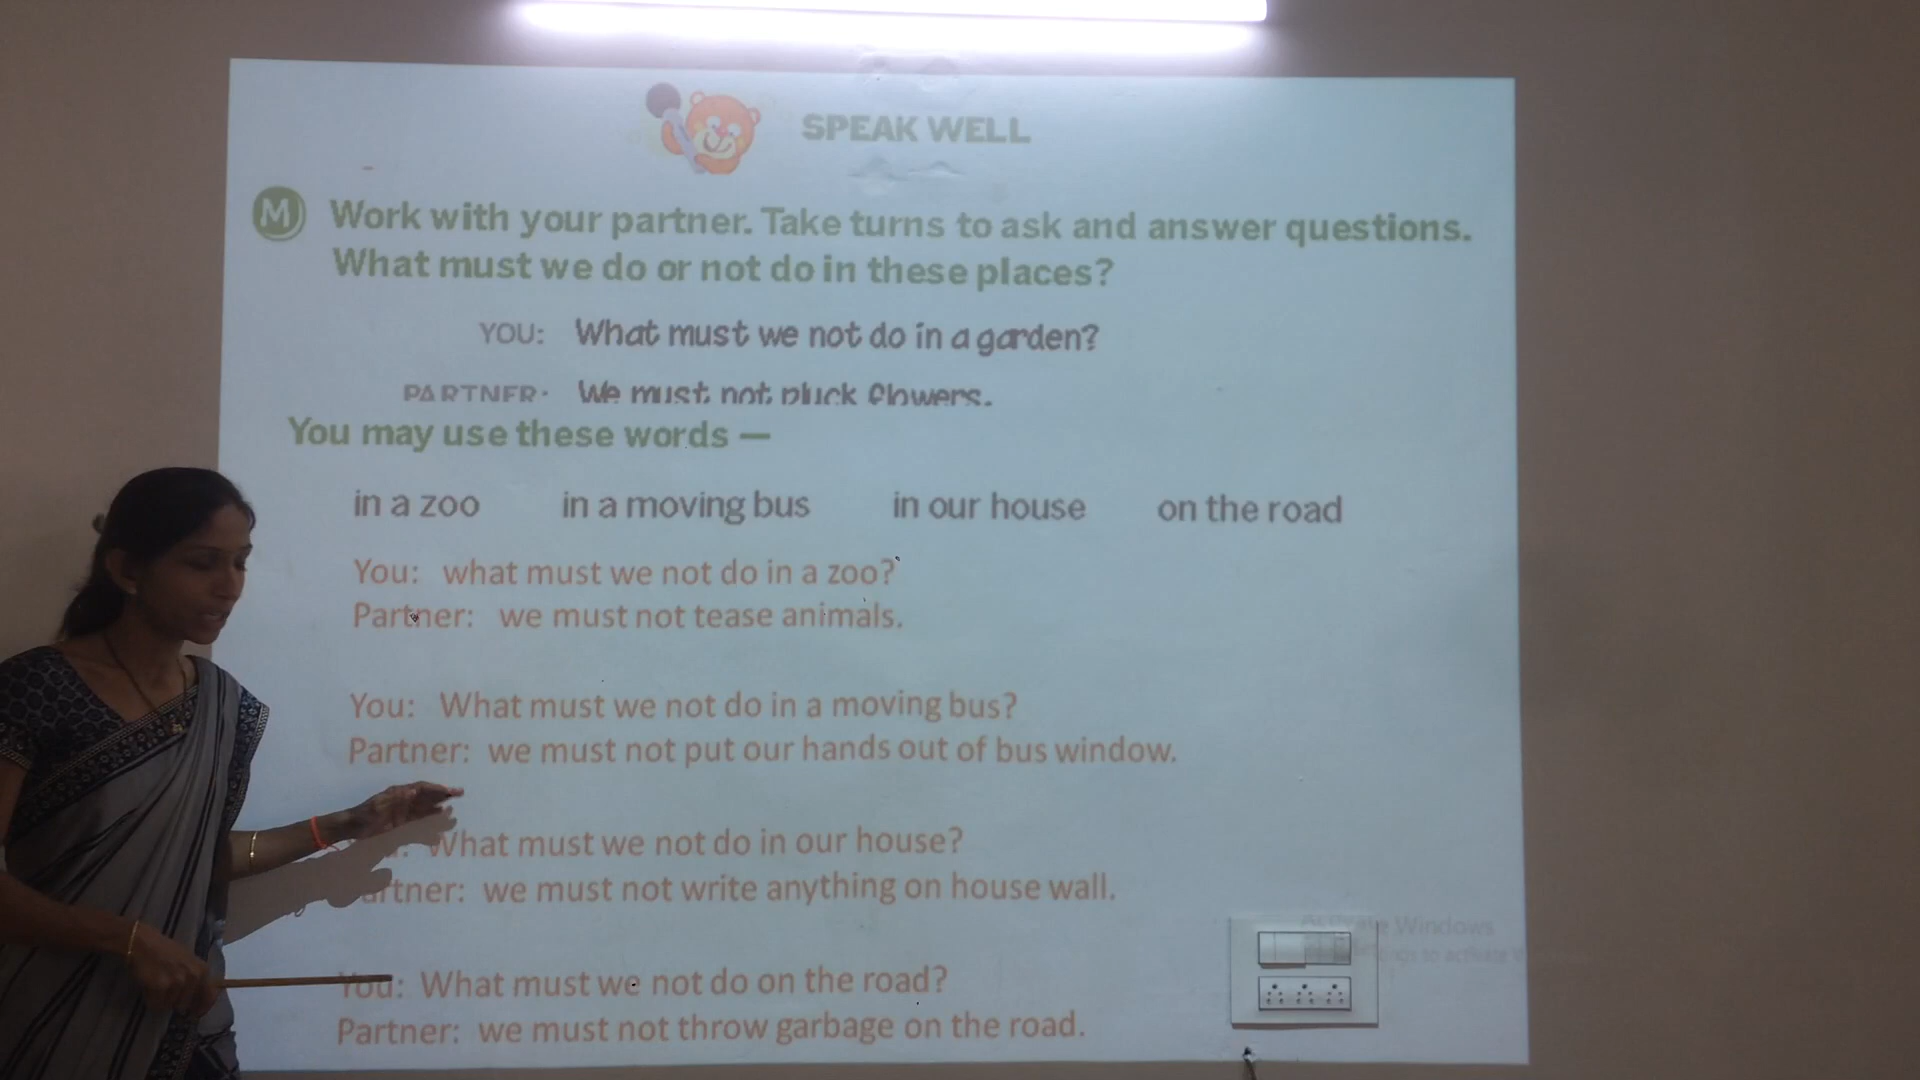 SPEAK WELL
M Work with your partner. Take turns to ask and answer questions.
What must we do or not do in these places?
YOU: What must we not do in a garden?
PARTNER: We must not pluck flowers.
You may use these words —
in a zoo in a moving bus in our house on the road
You: what must we not do in a zoo?
Partner: we must not tease animals.
You: What must we not do in a moving bus?
Partner: we must not put our hands out of bus window.
What must we not do in our house?
Partner: we must not write anything on house wall.
You: What must we not do on the road?
Partner: we must not throw garbage on the road.
Windows
to activate